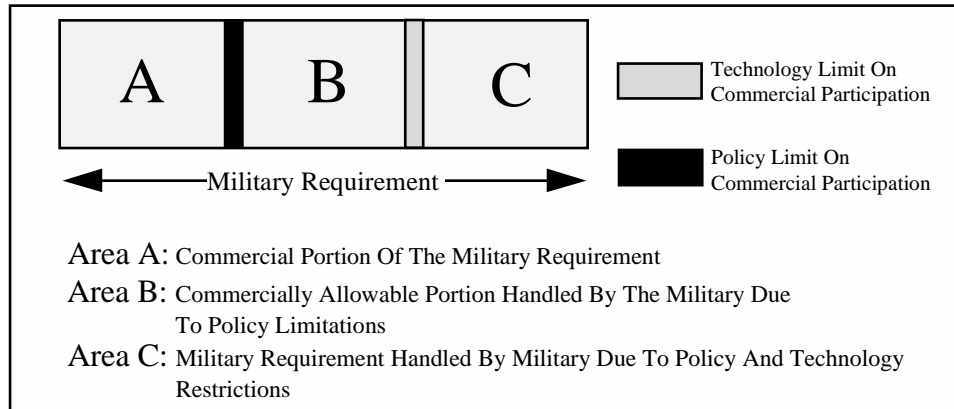 A
B
C
Technology Limit On
Commercial Participation
Policy Limit On
Commercial Participation
Military Requirement
Area A: Commercial Portion Of The Military Requirement
Area B: Commercially Allowable Portion Handled By The Military Due
To Policy Limitations
Area C: Military Requirement Handled By Military Due To Policy And Technology
Restrictions